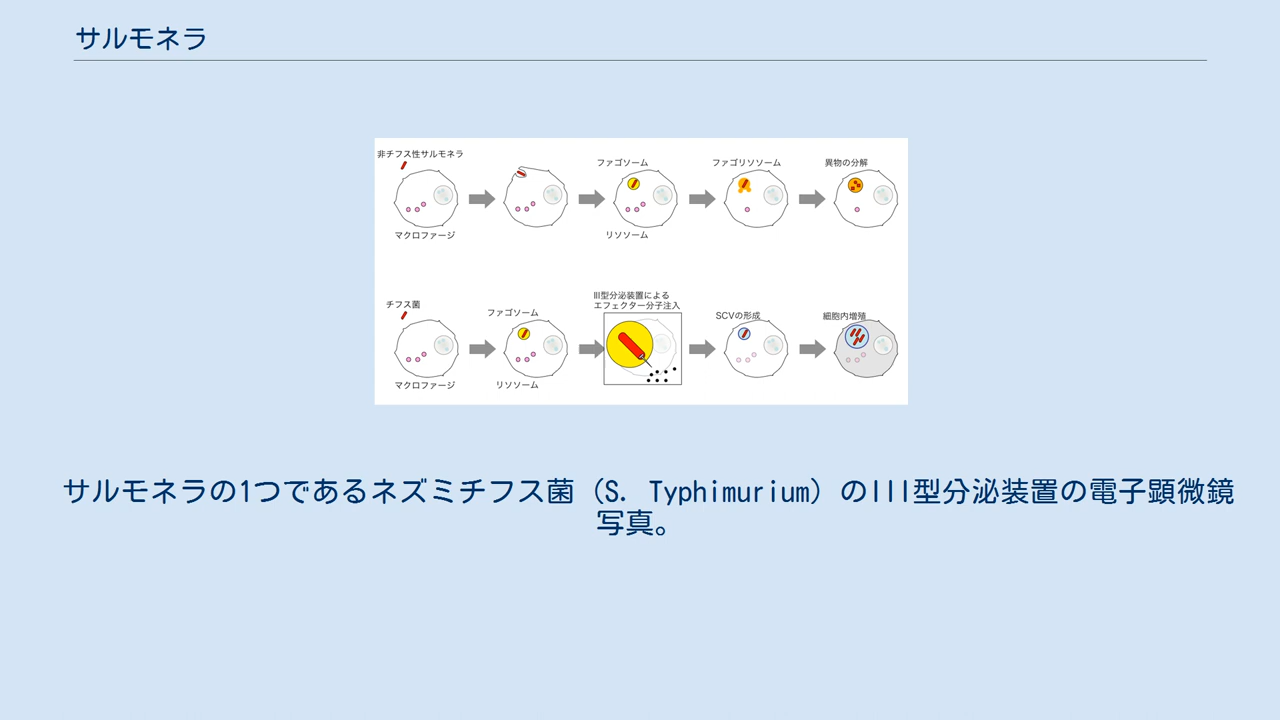 サルモネラ
非チフス性サルモネラ
ファゴソーム
ファゴリソソーム
異物の分解
マクロファージ
リソソーム
チフス菌
ファゴソーム
III型分泌装置による
エフェクター分子注入
SCVの形成
細胞内増殖
マクロファージ
リソソーム
サルモネラの1つであるネズミチフス菌（S. Typhimurium）のIII型分泌装置の電子顕微鏡
写真。